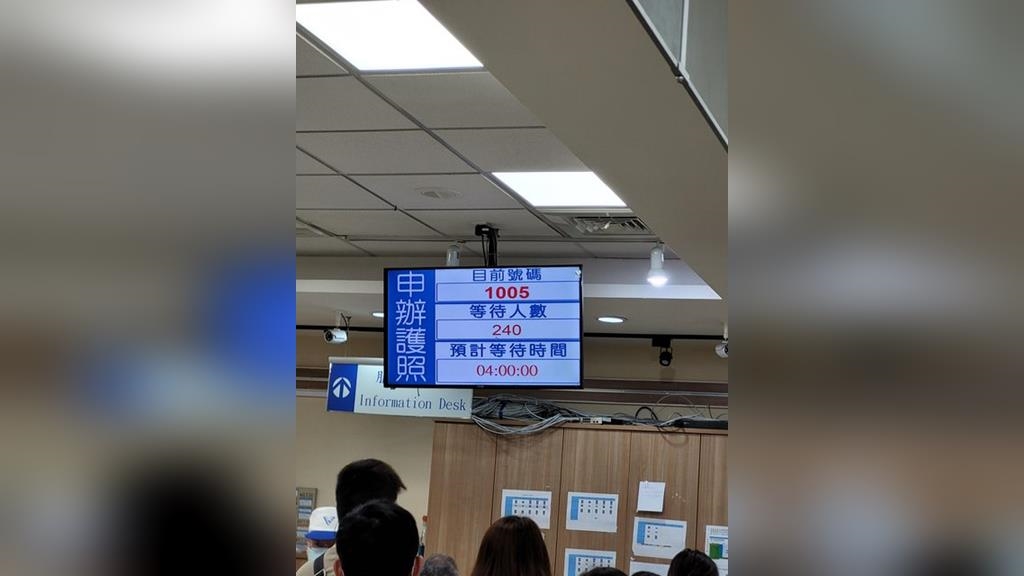 申辦護照
目前號碼
1005
等待人數
240
預計等待時間
04:00:00
Information Desk